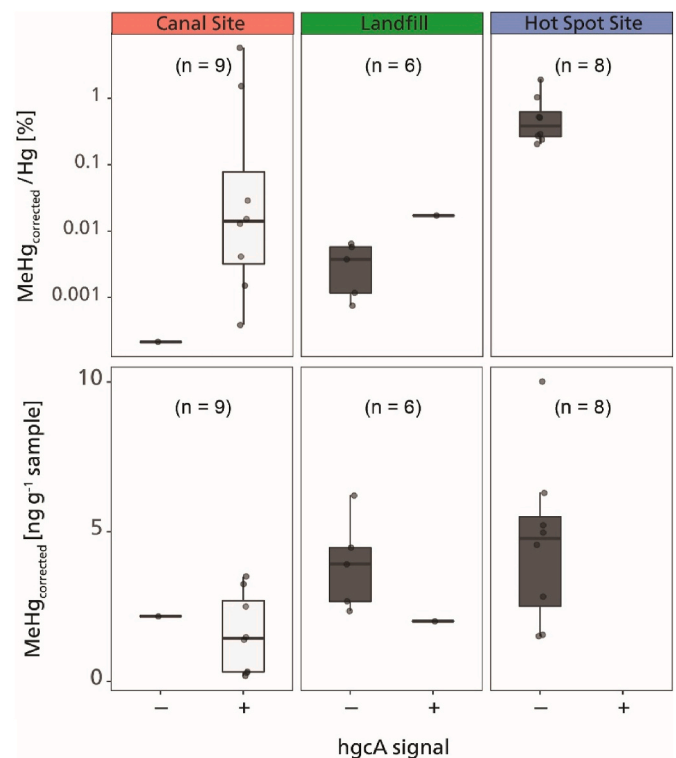 Canal Site
Landfill
Hot Spot Site
(n = 9)
(n = 6)
(n = 8)
MeHgcorrected/Hg [%]
1
0.1
0.01
0.001
(n = 9)
(n = 6)
(n = 8)
MeHgcorrected [ng g⁻¹ sample]
10
5
0
– + – + – +
hgcA signal